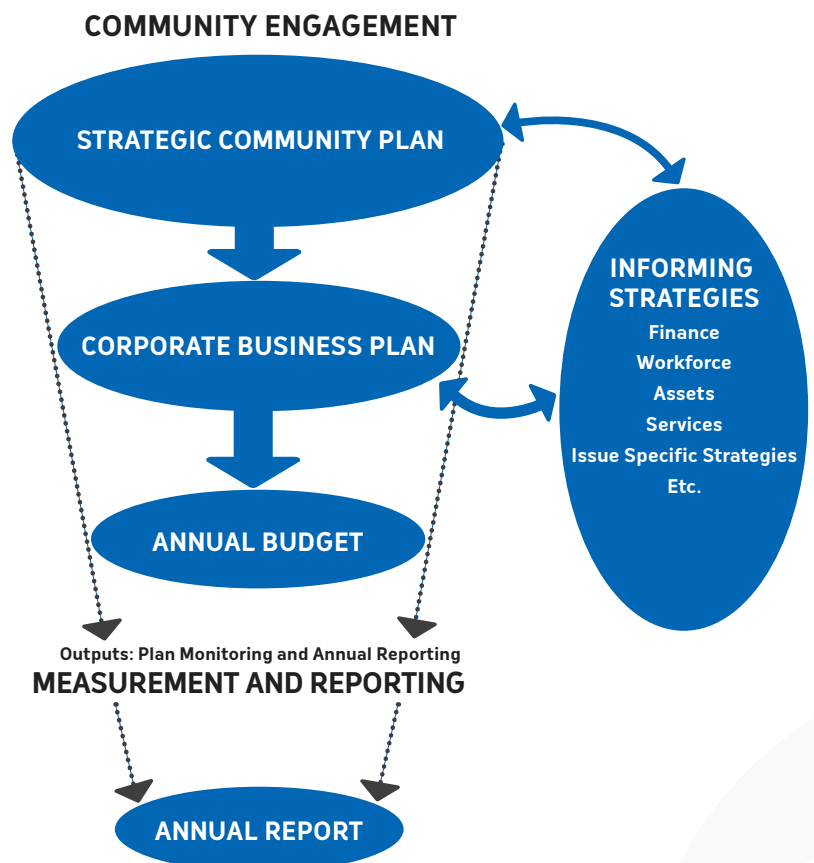 COMMUNITY ENGAGEMENT
STRATEGIC COMMUNITY PLAN
CORPORATE BUSINESS PLAN
ANNUAL BUDGET
INFORMING
STRATEGIES
Finance
Workforce
Assets
Services
Issue Specific Strategies
Etc.
Outputs: Plan Monitoring and Annual Reporting
MEASUREMENT AND REPORTING
ANNUAL REPORT